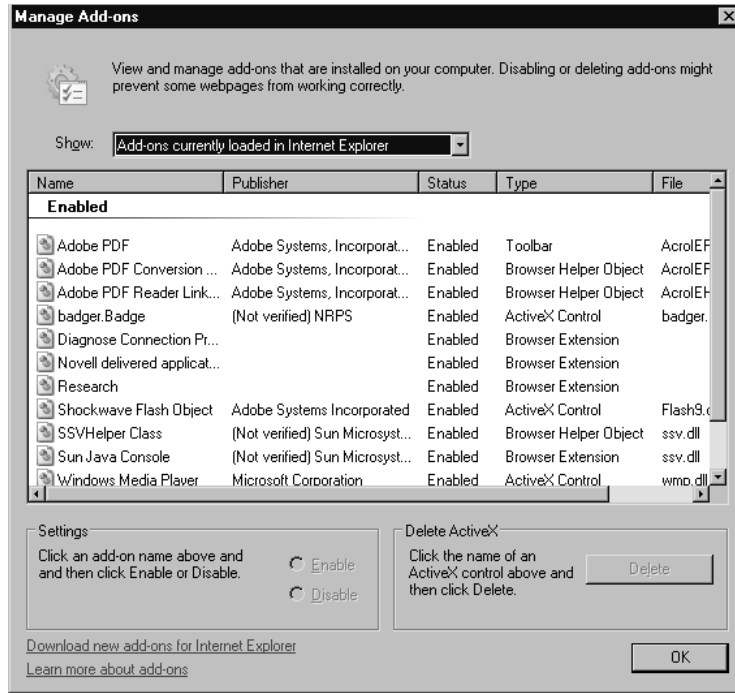 Manage Add-ons
View and manage add-ons that are installed on your computer. Disabling or deleting add-ons might
prevent some webpages from working correctly.
Show: Add-ons currently loaded in Internet Explorer
Name Publisher Status Type File
Enabled
Adobe PDF Adobe Systems, Incorporat... Enabled Toolbar AcroIEF
Adobe PDF Conversion ... Adobe Systems, Incorporat... Enabled Browser Helper Object AcroIEF
Adobe PDF Reader Link... Adobe Systems, Incorporat... Enabled Browser Helper Object AcroIEH
badger.Badge (Not verified) NRPS Enabled ActiveX Control badger.
Diagnose Connection Pr... Enabled Browser Extension
Novell delivered applicat... Enabled Browser Extension
Research Enabled Browser Extension
Shockwave Flash Object Adobe Systems Incorporated Enabled ActiveX Control Flash9.o
SSVHelper Class (Not verified) Sun Microsyst... Enabled Browser Helper Object ssv.dll
Sun Java Console (Not verified) Sun Microsyst... Enabled Browser Extension ssv.dll
Windows Media Player Microsoft Corporation Enabled ActiveX Control wmp.dll
Settings
Click an add-on name above and
and then click Enable or Disable.
Enable
Disable
Delete ActiveX
Click the name of an
ActiveX control above and
then click Delete.
Delete
Download new add-ons for Internet Explorer
Learn more about add-ons
OK